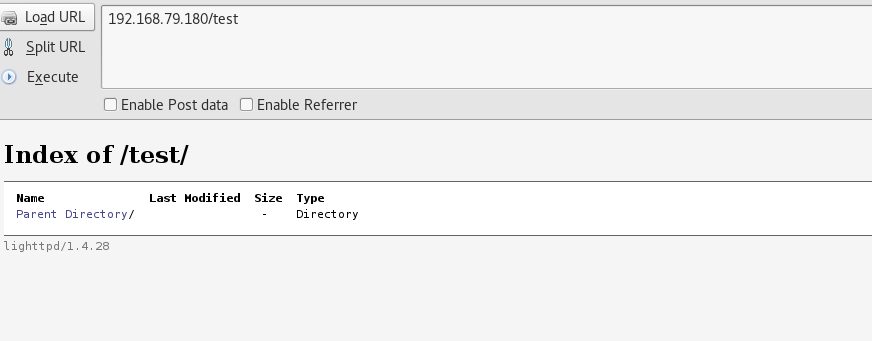 Load URL
192.168.79.180/test
Split URL
Execute
Enable Post data Enable Referrer
Index of /test/
Name Last Modified Size Type
Parent Directory/ - Directory
lighttpd/1.4.28